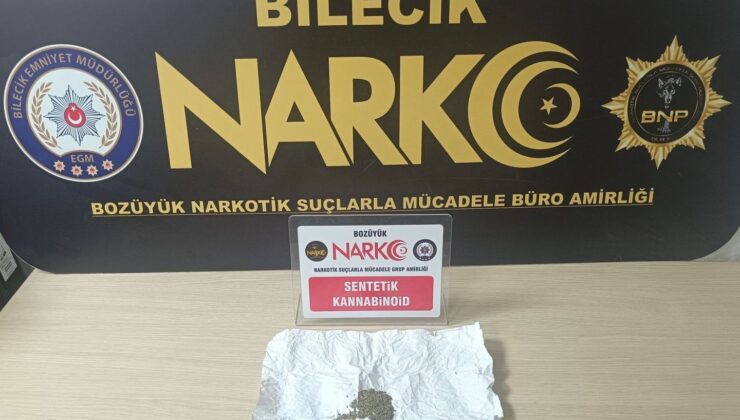 BİLECİK
NARKO
BİLECİK EMNİYET MÜDÜRLÜĞÜ
EGM
BNP
BOZÜYÜK NARKOTİK SUÇLARLA MÜCADELE BÜRO AMİRLİĞİ
BOZÜYÜK
NARKO
NARKOTİK SUÇLARLA MÜCADELE GRUP AMİRLİĞİ
SENTETİK
KANNABİNOİD